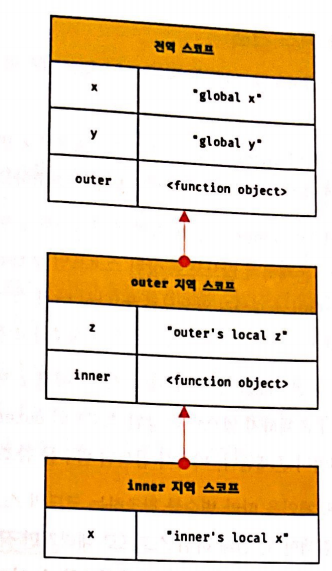 전역 스코프
x "global x"
y "global y"
outer <function object>
outer 지역 스코프
z "outer's local z"
inner <function object>
inner 지역 스코프
x "inner's local x"